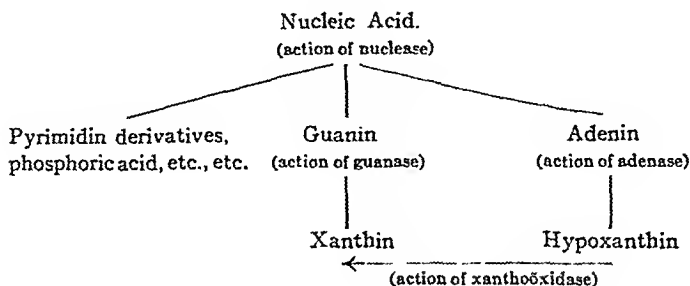 Nucleic Acid.
(action of nuclease)
Pyrimidin derivatives,
phosphoric acid, etc., etc.
Guanin
(action of guanase)
Adenin
(action of adenase)
Xanthin
Hypoxanthin
(action of xanthoöxidase)